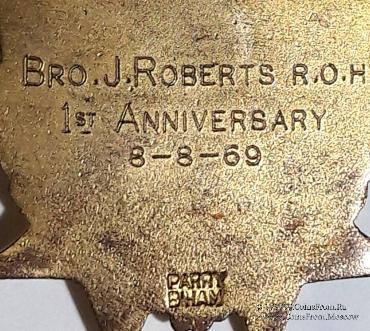 BRO. J. ROBERTS R.O.H
1ST ANNIVERSARY
8-8-69
PARRY
B'HAM